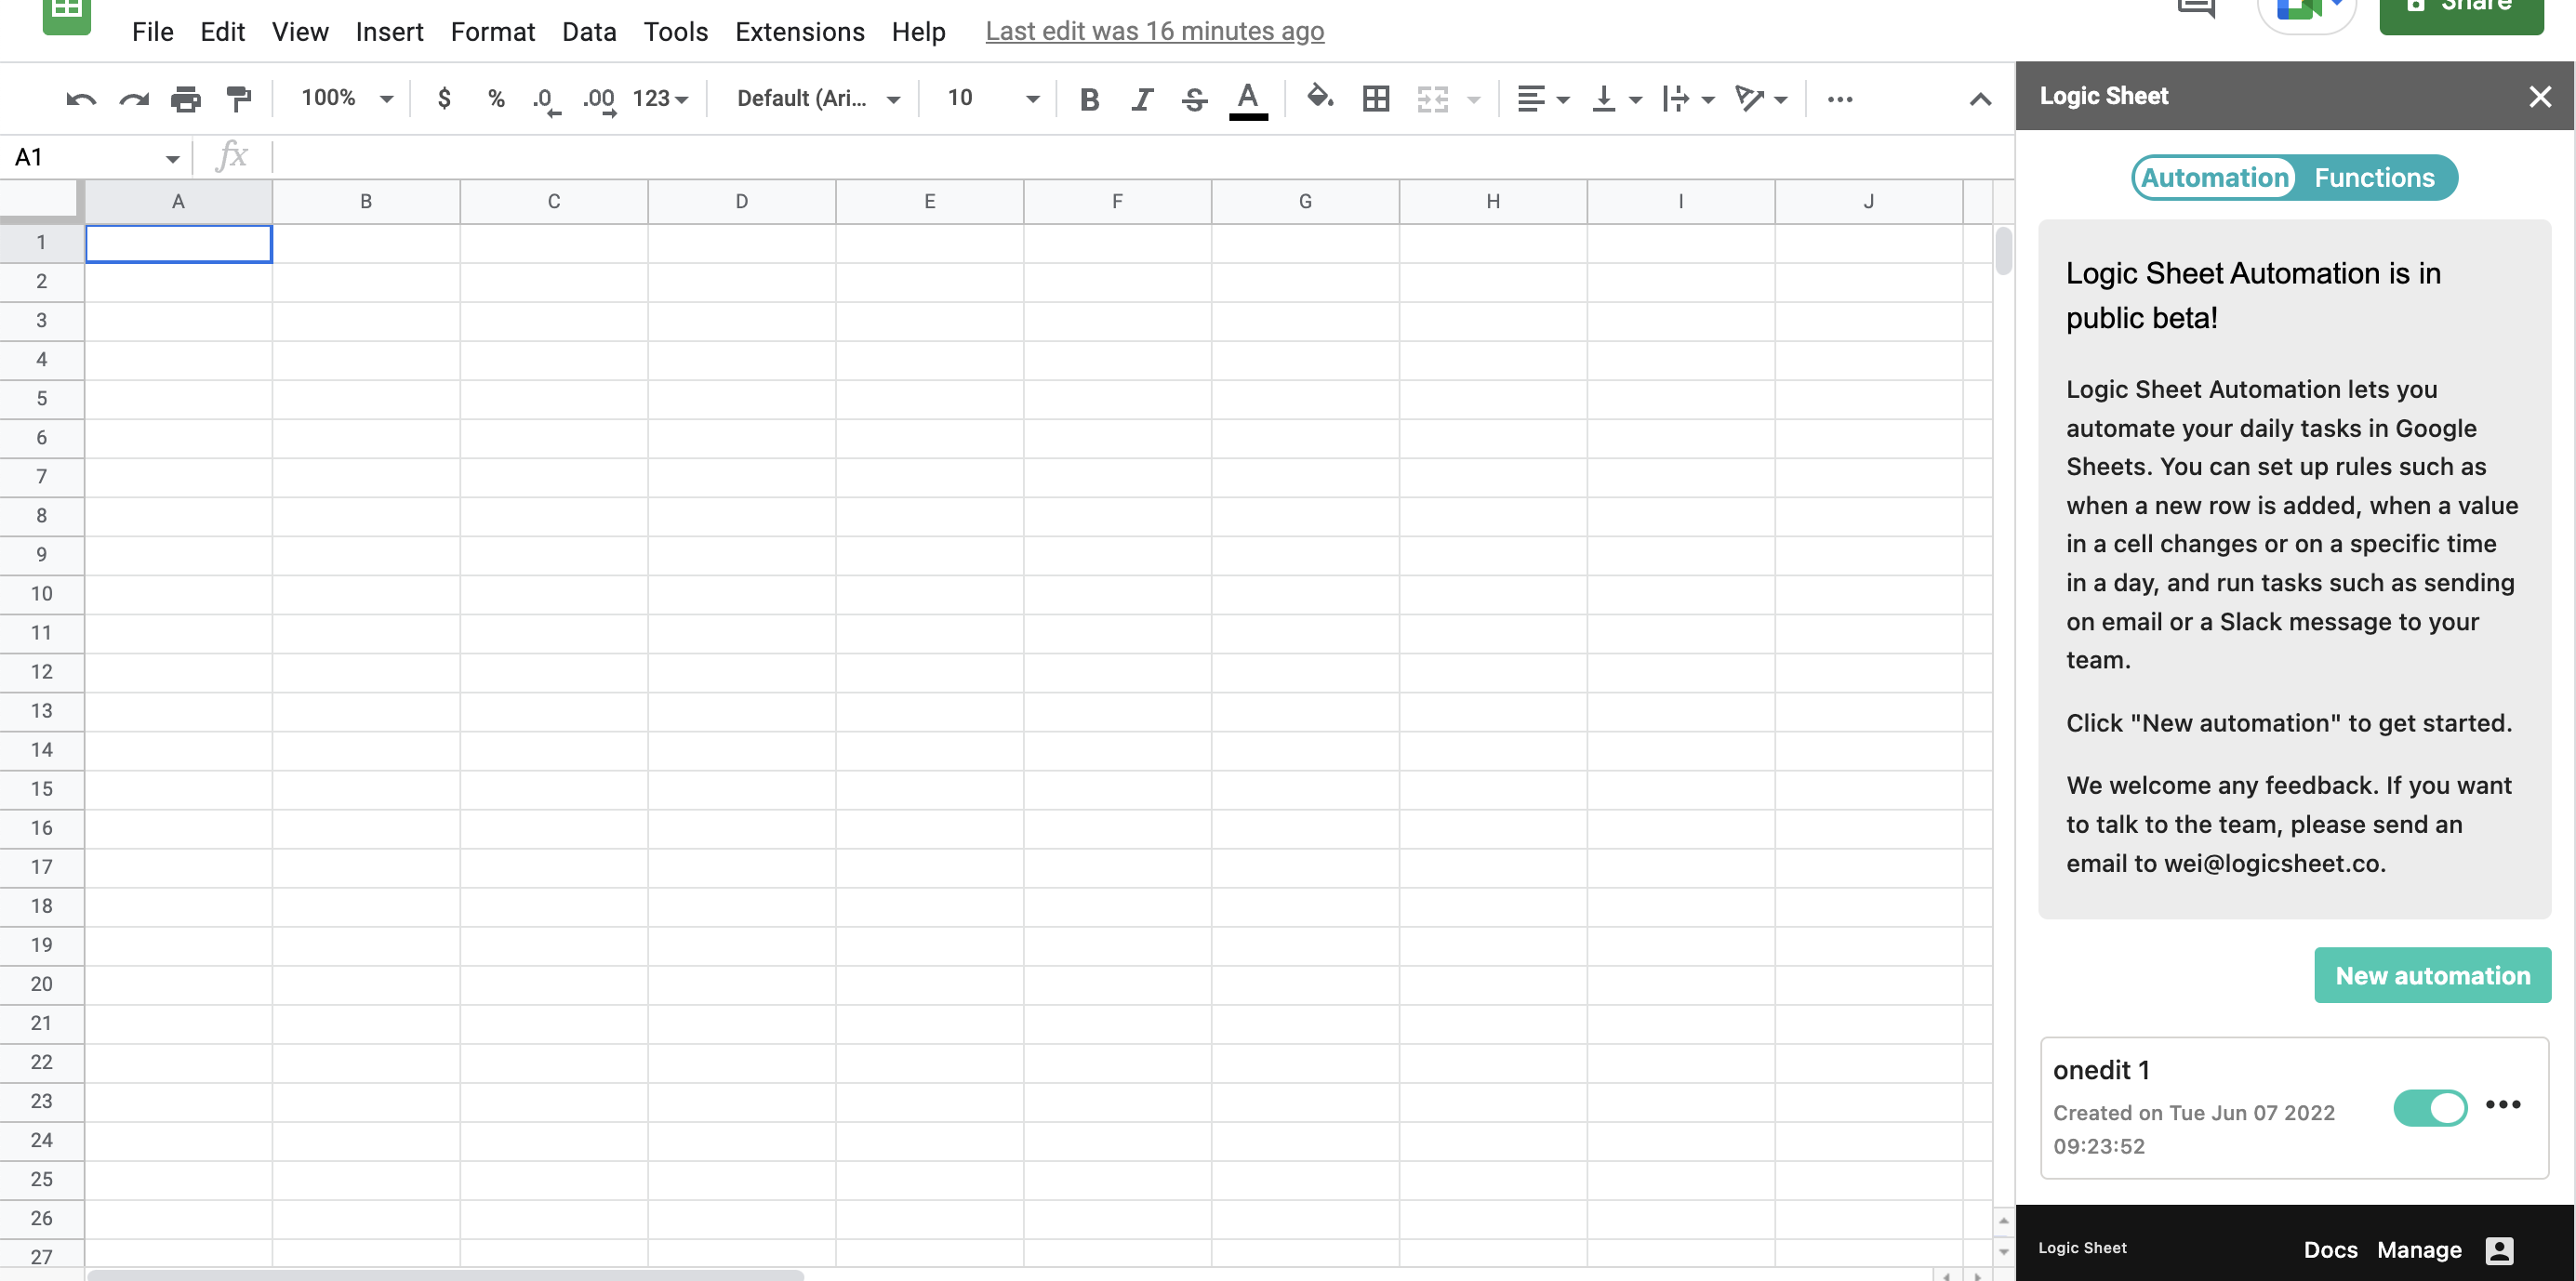 Share
File Edit View Insert Format Data Tools Extensions Help Last edit was 16 minutes ago
100% $ % .0 .00 123 Default (Ari... 10 B I S A
Logic Sheet
A1 fx
Automation Functions
A B C D E F G H I J
1
2
3
4
5
6
7
8
9
10
11
12
13
14
15
16
17
18
19
20
21
22
23
24
25
26
27
Logic Sheet Automation is in
public beta!
Logic Sheet Automation lets you
automate your daily tasks in Google
Sheets. You can set up rules such as
when a new row is added, when a value
in a cell changes or on a specific time
in a day, and run tasks such as sending
on email or a Slack message to your
team.
Click "New automation" to get started.
We welcome any feedback. If you want
to talk to the team, please send an
email to wei@logicsheet.co.
New automation
onedit 1
Created on Tue Jun 07 2022
09:23:52
Logic Sheet Docs Manage